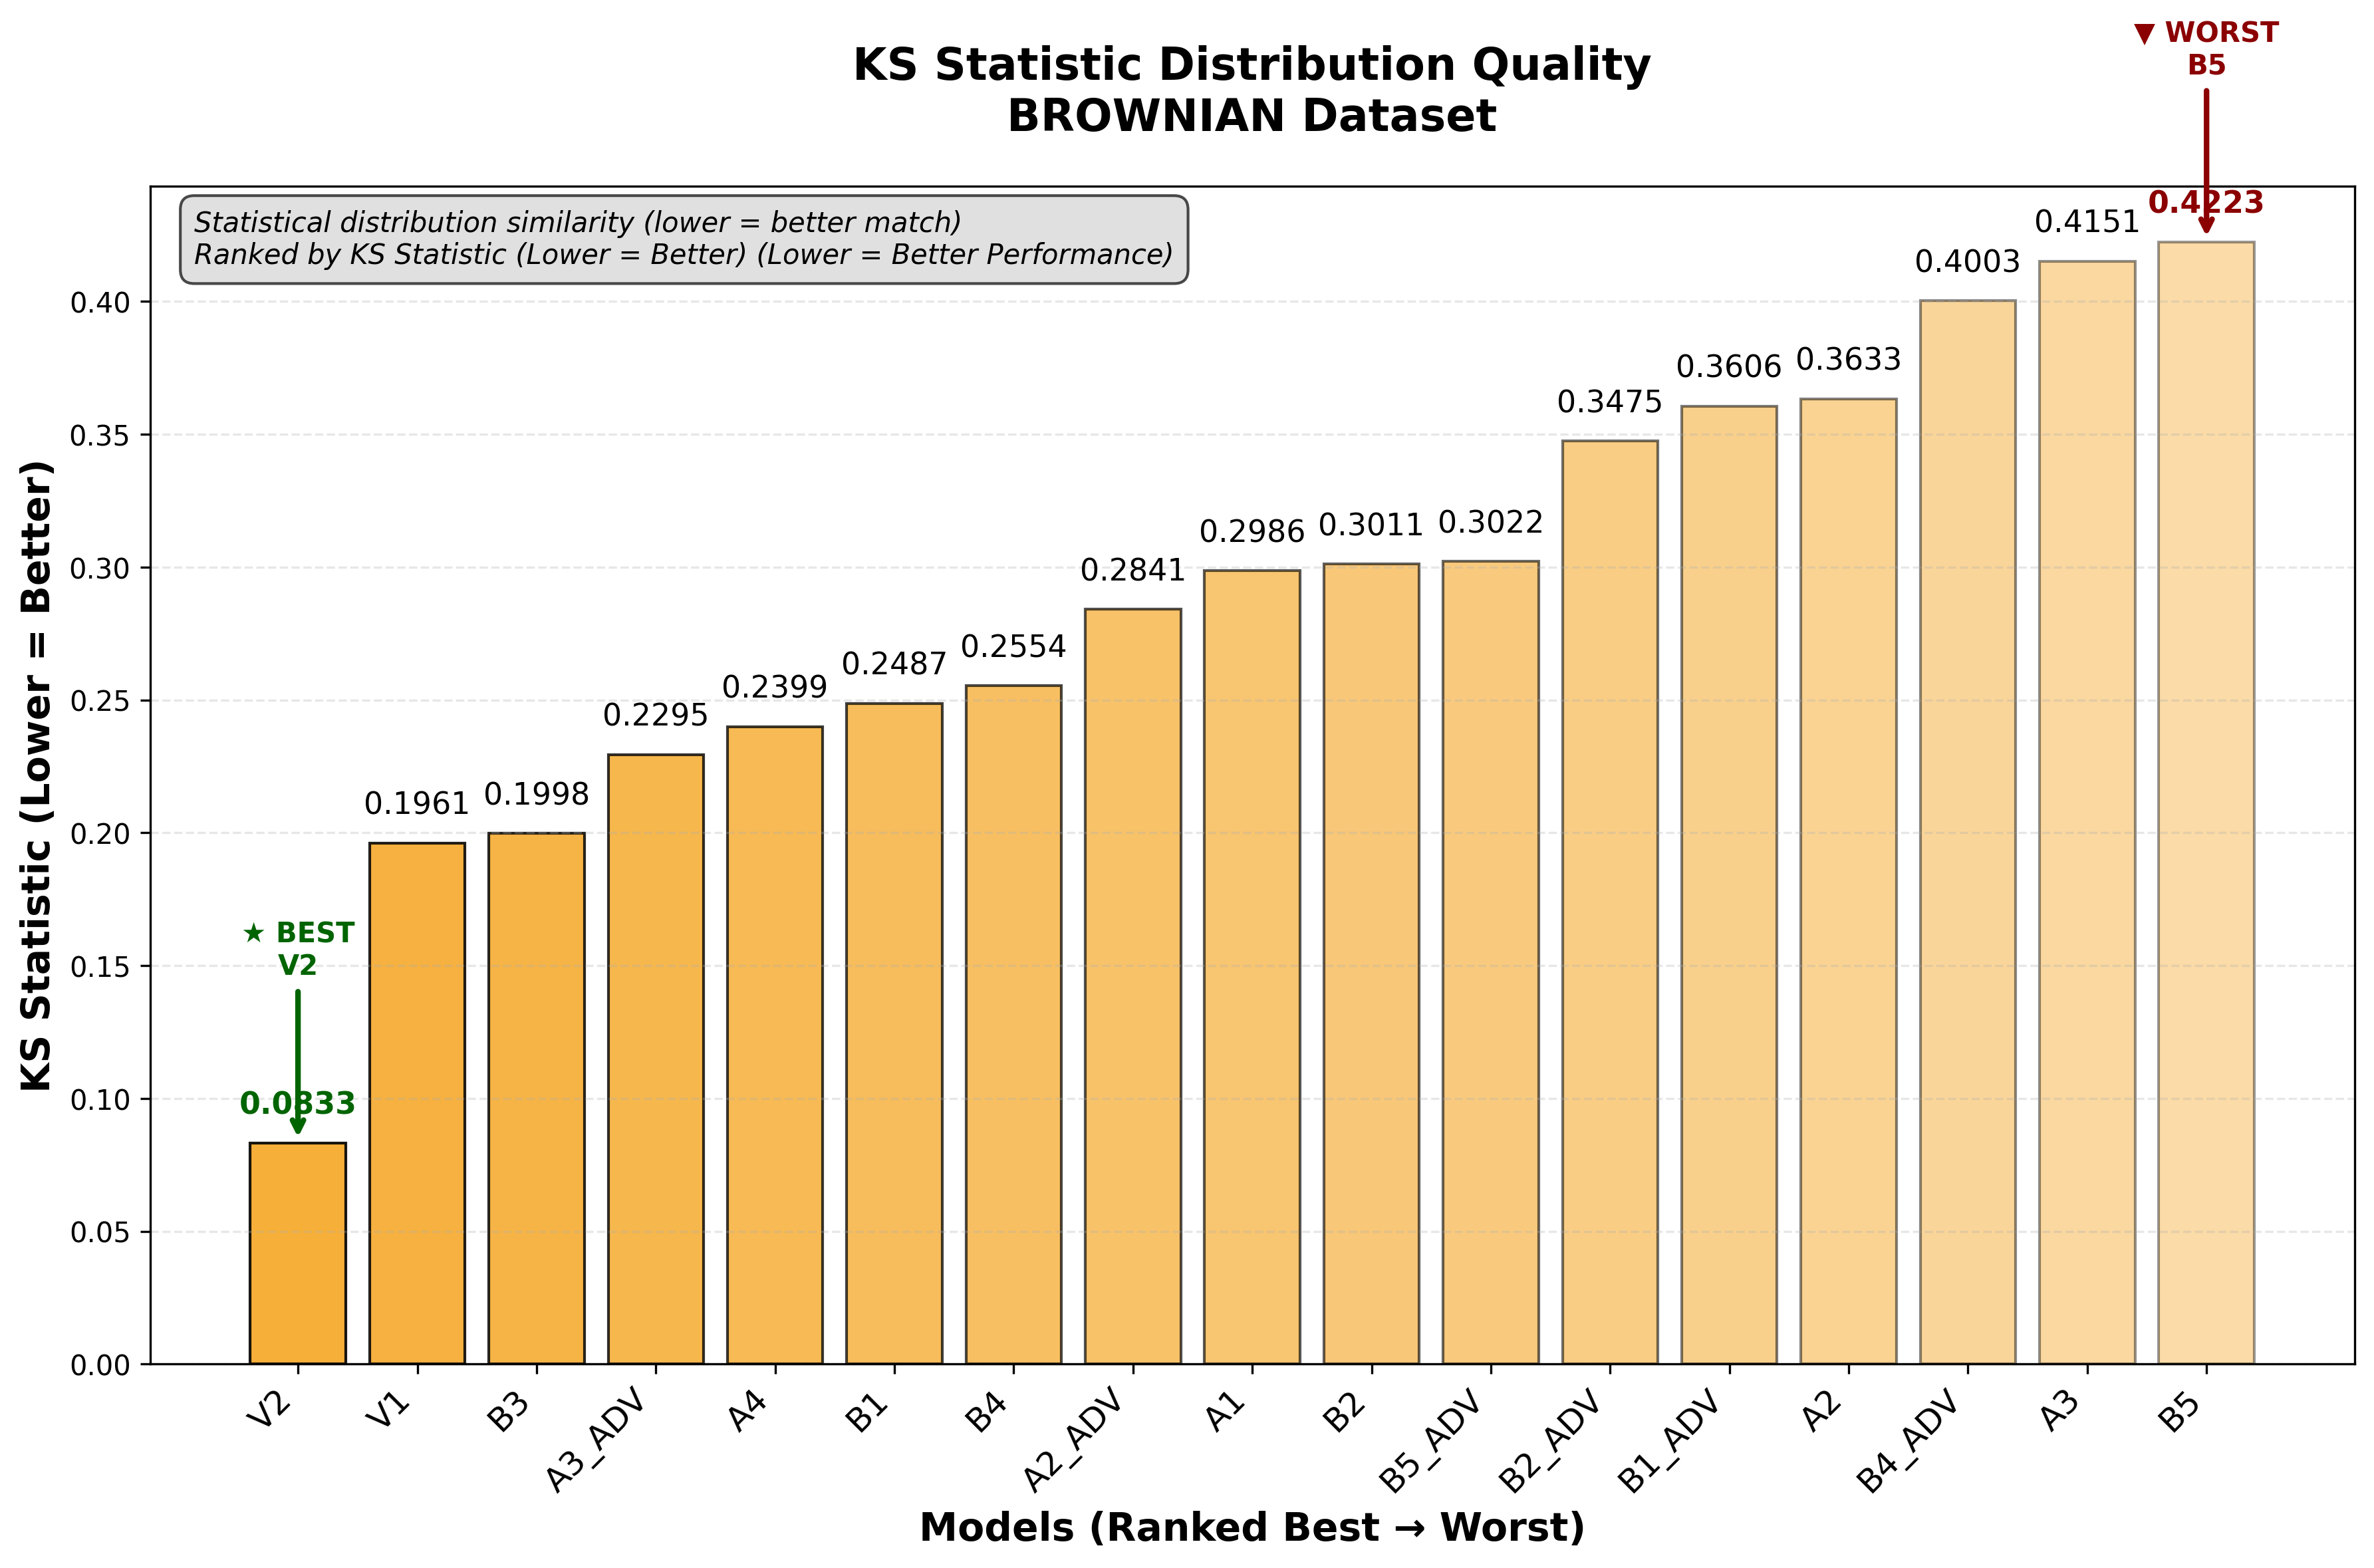 ▼ WORST
B5
KS Statistic Distribution Quality
BROWNIAN Dataset
Statistical distribution similarity (lower = better match)
Ranked by KS Statistic (Lower = Better) (Lower = Better Performance)
KS Statistic (Lower = Better)
0.40
0.35
0.30
0.25
0.20
0.15
0.10
0.05
0.00
★ BEST
V2
0.0833
0.1961
0.1998
0.2295
0.2399
0.2487
0.2554
0.2841
0.2986
0.3011
0.3022
0.3475
0.3606
0.3633
0.4003
0.4151
0.4223
V2
V1
B3
A3_ADV
A4
B1
B4
A2_ADV
A1
B2
B5_ADV
B2_ADV
B1_ADV
A2
B4_ADV
A3
B5
Models (Ranked Best → Worst)